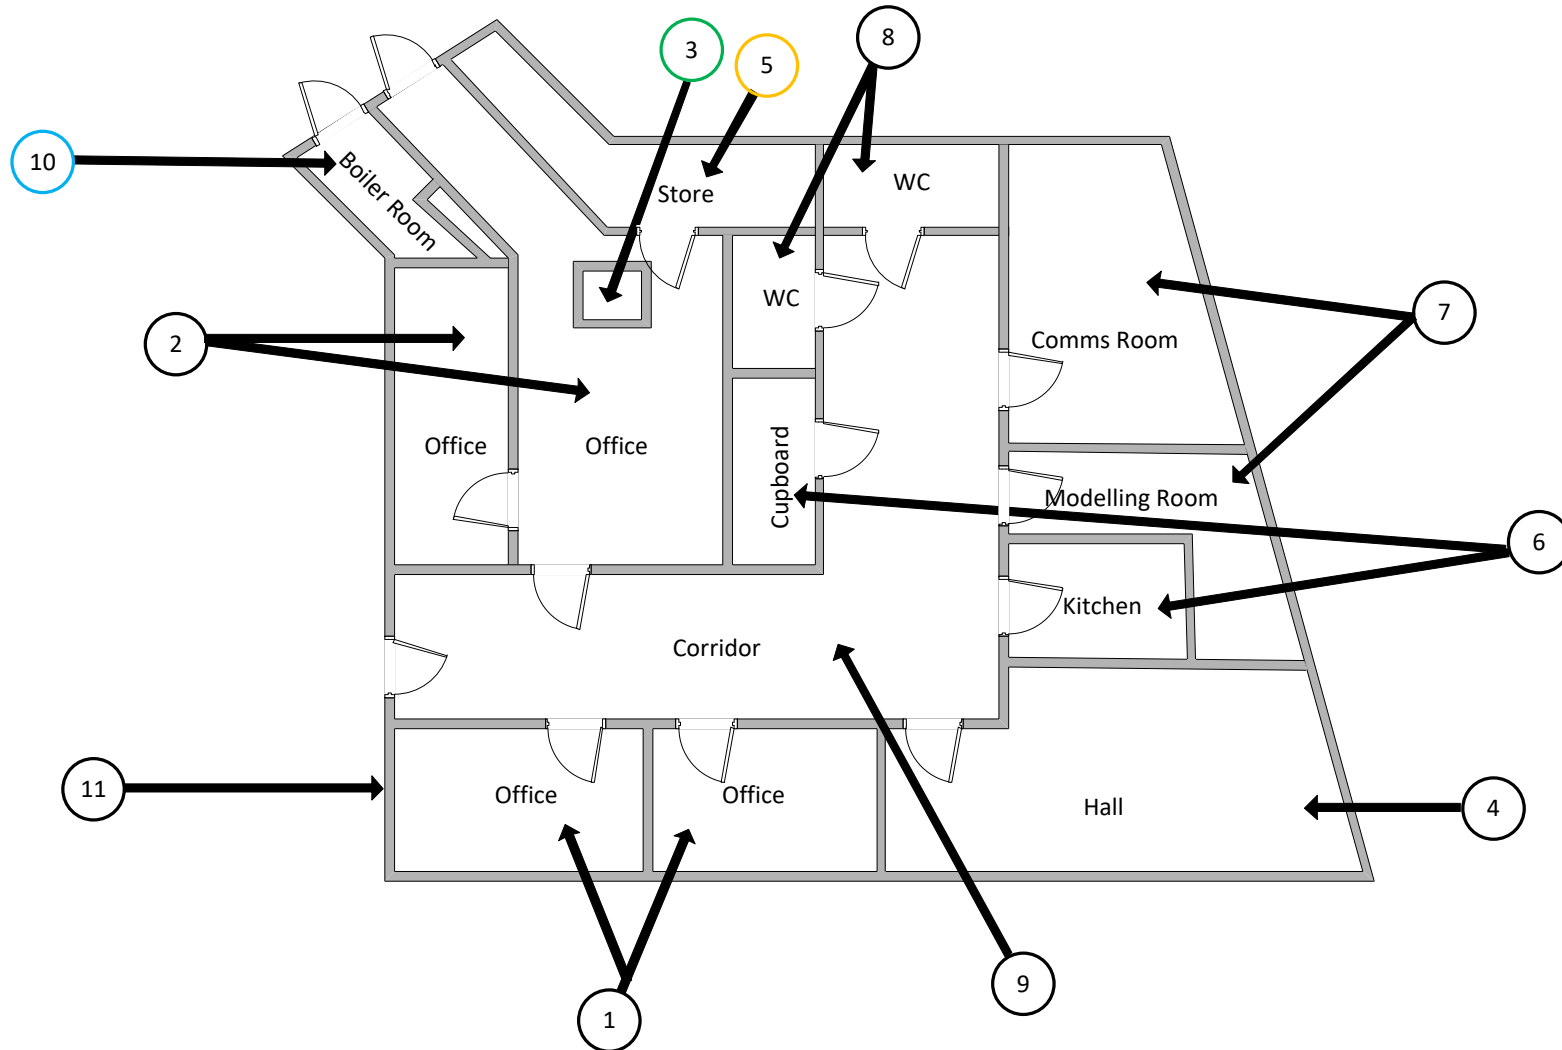 3
8
5
10
Boiler Room
Store
WC
WC
7
2
Comms Room
Office
Office
Cupboard
Modelling Room
6
Kitchen
Corridor
11
Office
Office
Hall
4
9
1